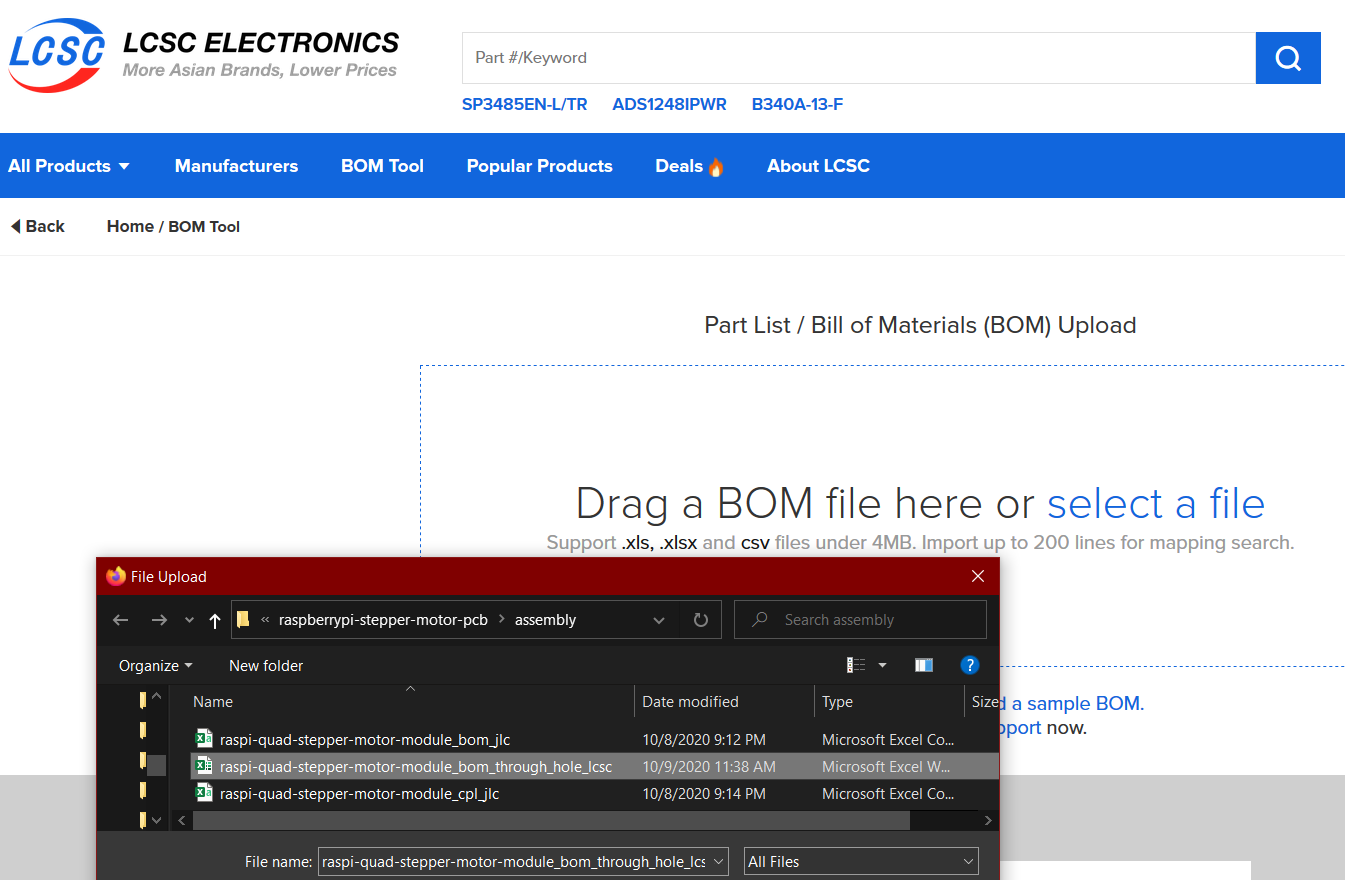 LCSC LCSC ELECTRONICS
More Asian Brands, Lower Prices
Part #/Keyword
SP3485EN-L/TR ADS1248IPWR B340A-13-F
All Products Manufacturers BOM Tool Popular Products Deals About LCSC
Back Home / BOM Tool
Part List / Bill of Materials (BOM) Upload
Drag a BOM file here or select a file
Support .xls, .xlsx and csv files under 4MB. Import up to 200 lines for mapping search.
a sample BOM.
now.
File Upload
« raspberrypi-stepper-motor-pcb > assembly Search assembly
Organize New folder ?
Name Date modified Type Size
raspi-quad-stepper-motor-module_bom_jlc 10/8/2020 9:12 PM Microsoft Excel Co...
raspi-quad-stepper-motor-module_bom_through_hole_lcsc 10/9/2020 11:38 AM Microsoft Excel W...
raspi-quad-stepper-motor-module_cpl_jlc 10/8/2020 9:14 PM Microsoft Excel Co...
File name: raspi-quad-stepper-motor-module_bom_through_hole_lcs All Files